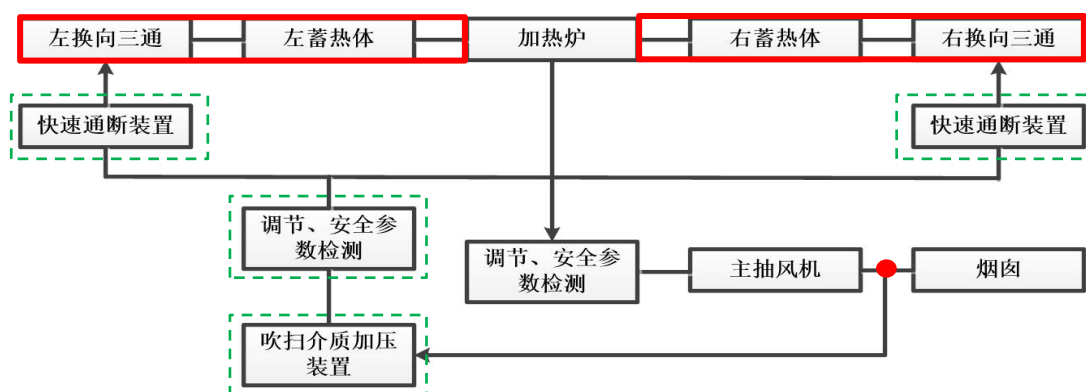 左换向三通
左蓄热体
加热炉
右蓄热体
右换向三通
快速通断装置
快速通断装置
调节、安全参
数检测
调节、安全参
数检测
主抽风机
烟囱
吹扫介质加压
装置